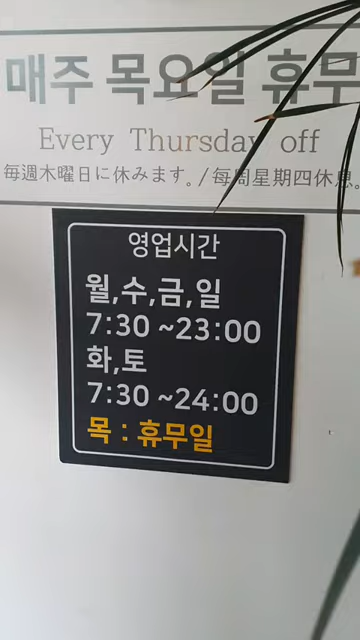 매주 목요일 휴무
Every Thursday off
毎週木曜日に休みます。/每周星期四休息。
영업시간
월,수,금,일
7:30 ~23:00
화,토
7:30 ~24:00
목 : 휴무일